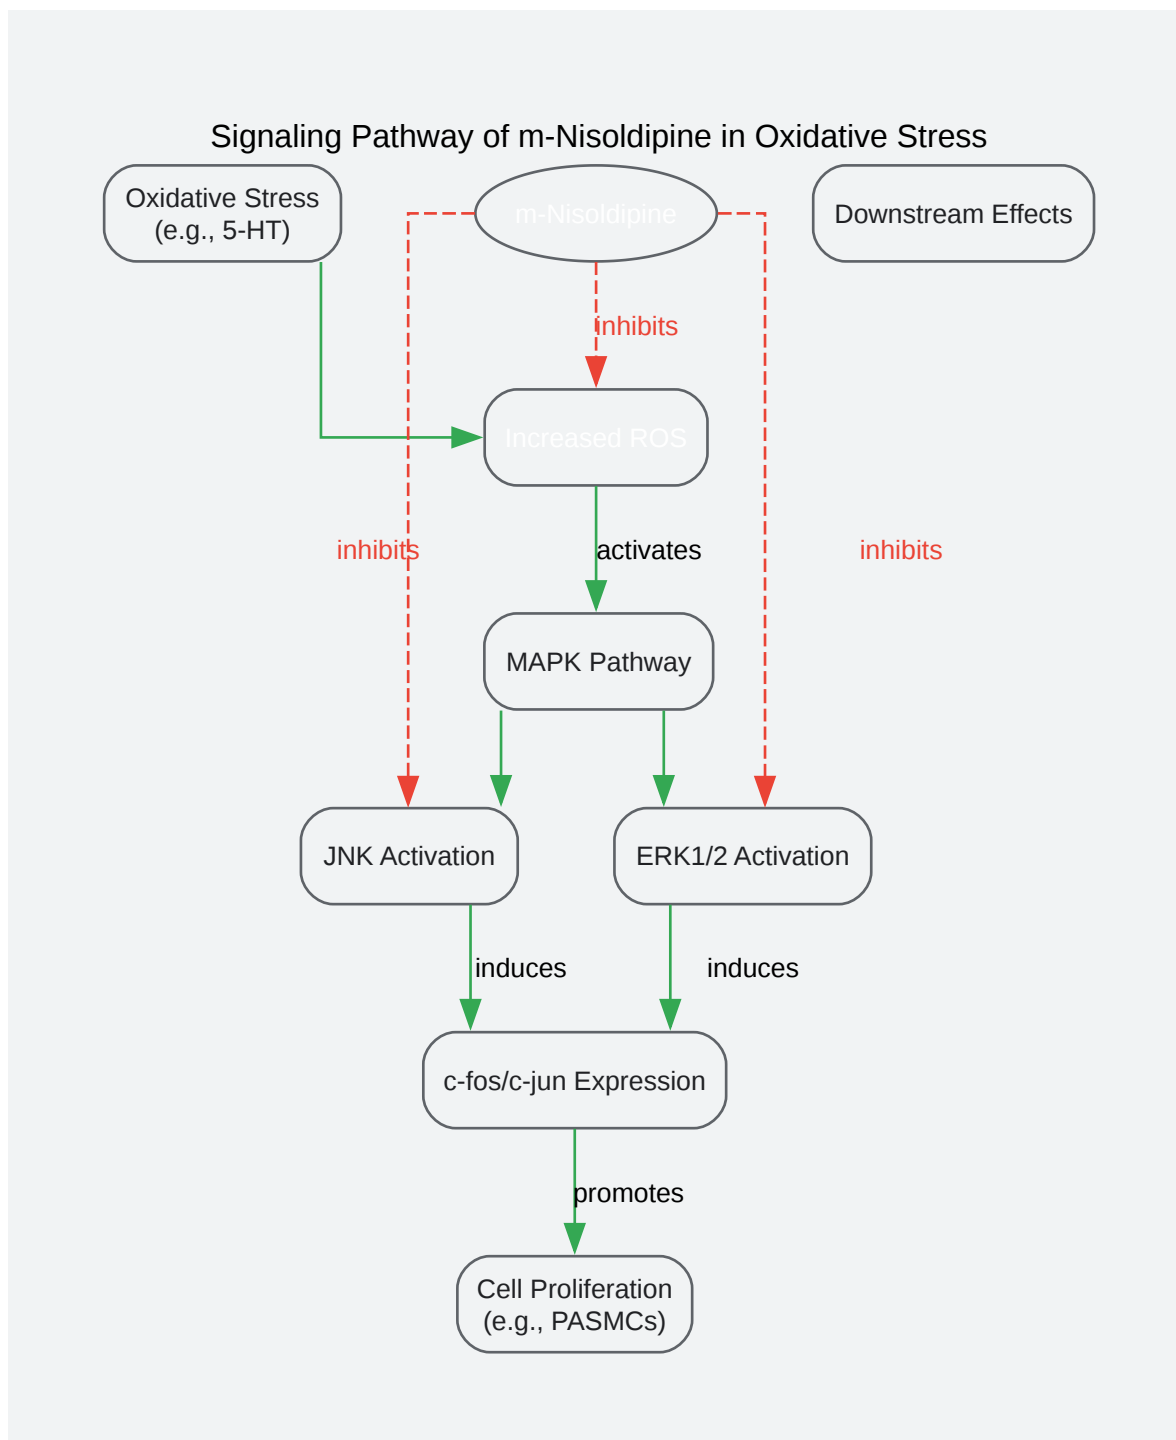 Signaling Pathway of m-Nisoldipine in Oxidative Stress
Oxidative Stress
(e.g., 5-HT)
m-Nisoldipine
Downstream Effects
inhibits
Increased ROS
inhibits
activates
inhibits
MAPK Pathway
JNK Activation
ERK1/2 Activation
induces
induces
c-fos/c-jun Expression
promotes
Cell Proliferation
(e.g., PASMCs)